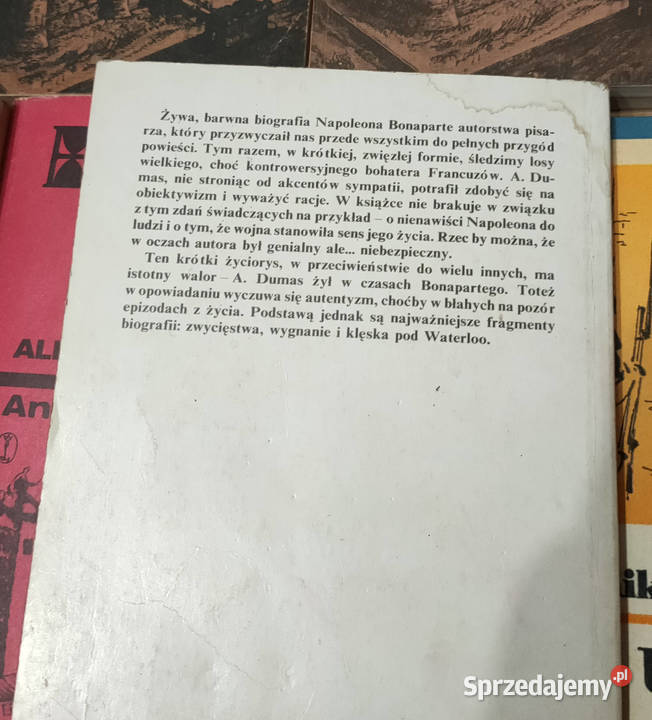 Żywa, barwna biografia Napoleona Bonaparte autorstwa pisa-
rza, który przyzwyczaił nas przede wszystkim do pełnych przygód
powieści. Tym razem, w krótkiej, zwięzłej formie, śledzimy losy
wielkiego, choć kontrowersyjnego bohatera Francuzów. A. Du-
mas, nie stroniąc od akcentów sympatii, potrafił zdobyć się na
obiektywizm i wyważyć racje. W książce nie brakuje w związku
z tym zdań świadczących na przykład – o nienawiści Napoleona do
ludzi i o tym, że wojna stanowiła sens jego życia. Rzec by można, że
w oczach autora był genialny ale... niebezpieczny.
Ten krótki życiorys, w przeciwieństwie do wielu innych, ma
istotny walor – A. Dumas żył w czasach Bonapartego. Toteż
w opowiadaniu wyczuwa się autentyzm, choćby w błahych na pozór
epizodach z życia. Podstawą jednak są najważniejsze fragmenty
biografii: zwycięstwa, wygnanie i klęska pod Waterloo.
AL
An
ik
Sprzedajemy.pl